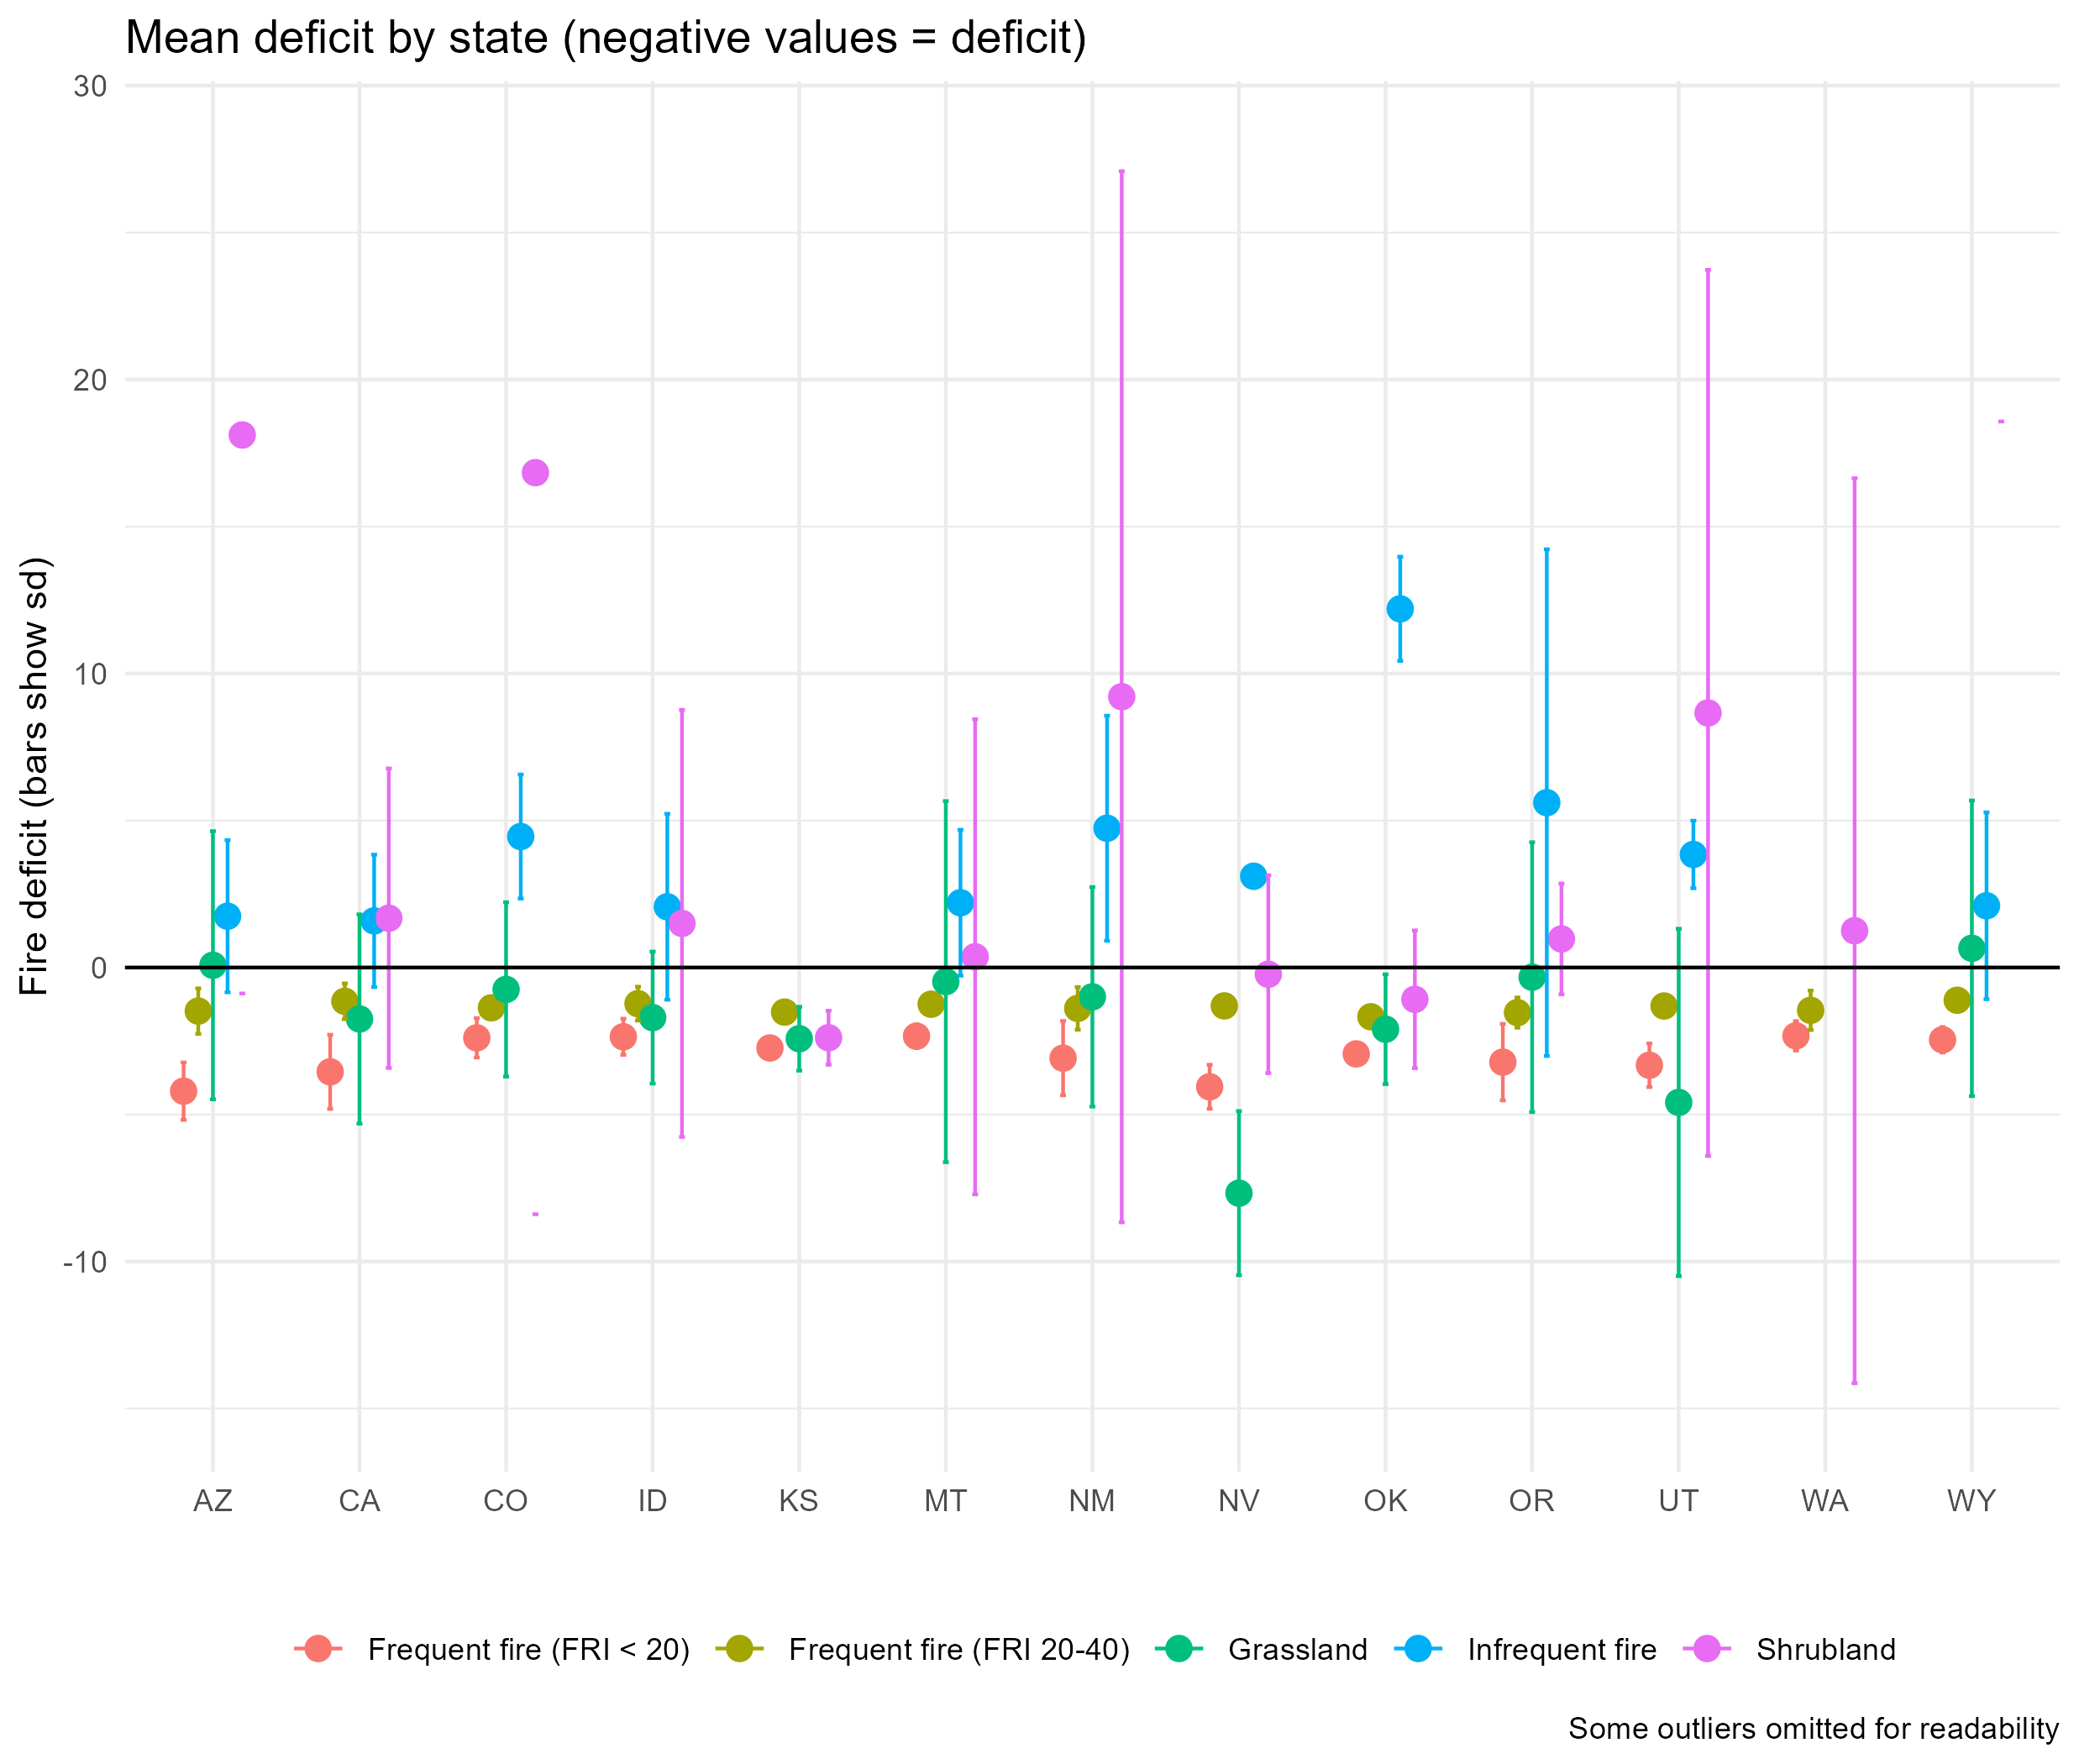 Mean deficit by state (negative values = deficit)
Fire deficit (bars show sd)
30
20
10
0
-10
AZ CA CO ID KS MT NM NV OK OR UT WA WY
Frequent fire (FRI < 20) Frequent fire (FRI 20-40) Grassland Infrequent fire Shrubland
Some outliers omitted for readability